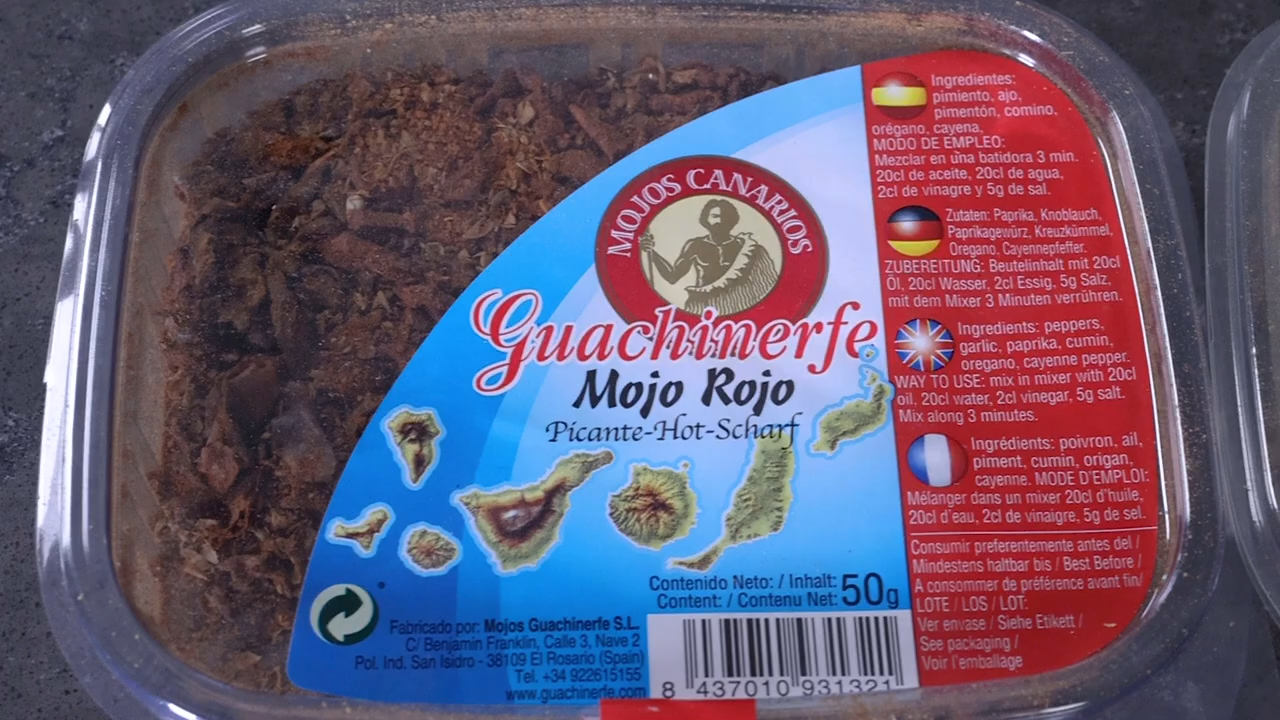 MOJOS CANARIOS
Guachinerfe
Mojo Rojo
Picante-Hot-Scharf
Contenido Neto: / Inhalt:
Content: / Contenu Net: 50g
Fabricado por: Mojos Guachinerfe S.L.
C/ Benjamin Franklin, Calle 3, Nave 2
Pol. Ind. San Isidro - 38109 El Rosario (Spain)
Tel. +34 922615155
www.guachinerfe.com
8 437010 931321
Ingredientes:
pimiento, ajo,
pimentón, comino,
orégano, cayena,
MODO DE EMPLEO:
Mezclar en una batidora 3 min.
20cl de aceite, 20cl de agua,
2cl de vinagre y 5g de sal.
Zutaten: Paprika, Knoblauch,
Paprikagewürz, Kreuzkümmel,
Oregano, Cayennepfeffer.
ZUBEREITUNG: Beutelinhalt mit 20cl
Öl, 20cl Wasser, 2cl Essig, 5g Salz,
mit dem Mixer 3 Minuten verrühren.
Ingredients: peppers,
garlic, paprika, cumin,
oregano, cayenne pepper.
WAY TO USE: mix in mixer with 20cl
oil, 20cl water, 2cl vinegar, 5g salt.
Mix along 3 minutes.
Ingrédients: poivron, ail,
piment, cumin, origan,
cayenne. MODE D'EMPLOI:
Mélanger dans un mixer 20cl d'huile,
20cl d'eau, 2cl de vinaigre, 5g de sel.
Consumir preferentemente antes del /
Mindestens haltbar bis / Best Before /
A consommer de préférence avant fin/
LOTE / LOS / LOT:
Ver envase / Siehe Etikett /
See packaging /
Voir l'emballage